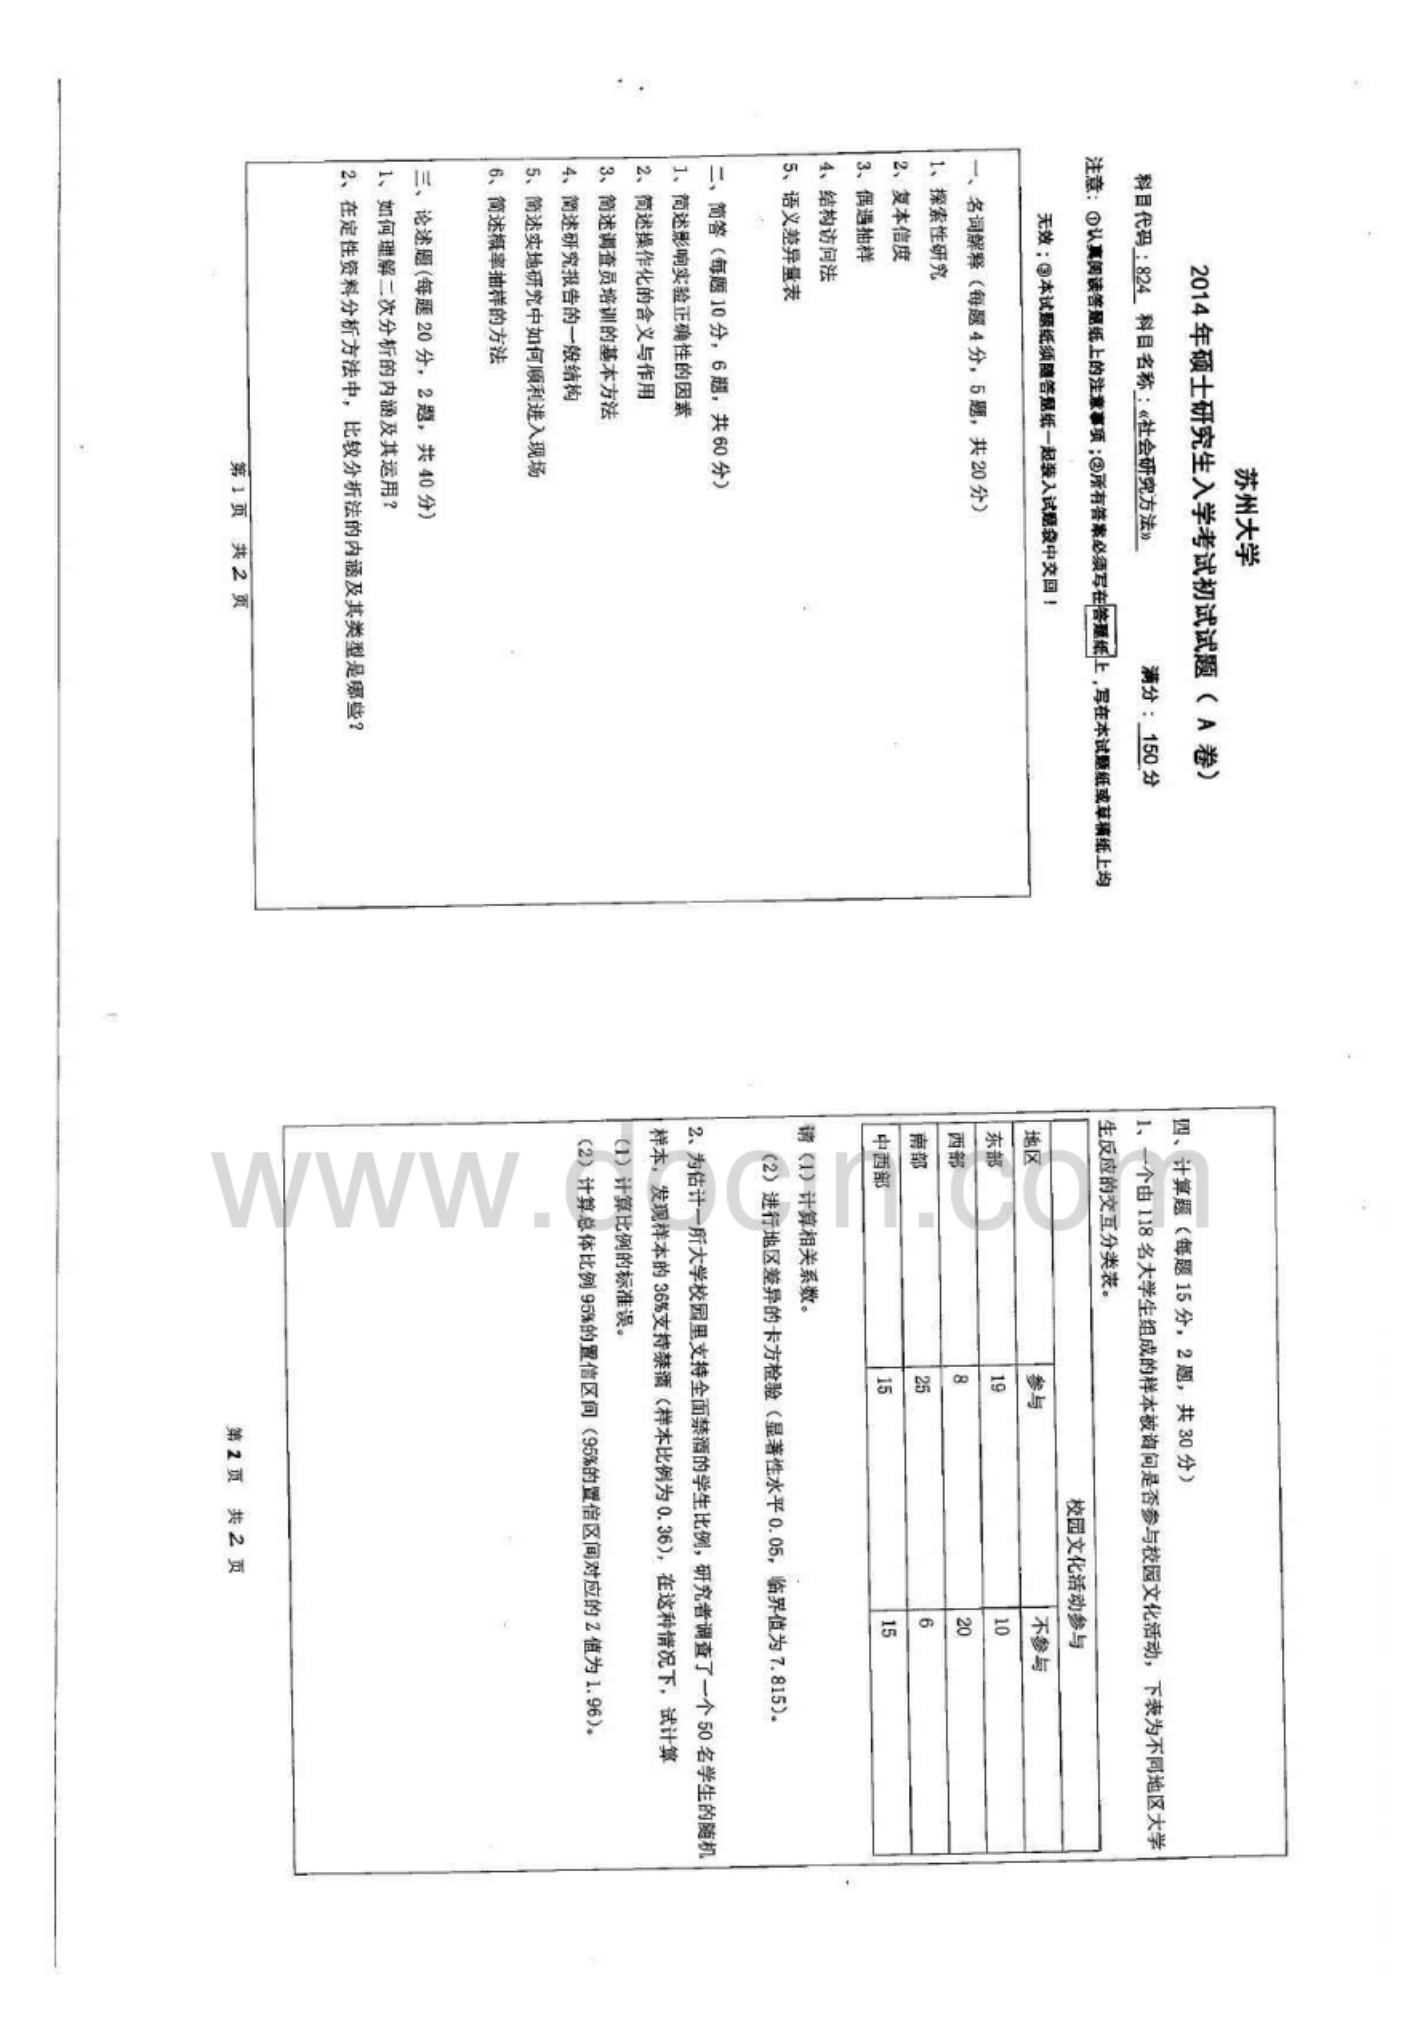 苏州大学
2014年硕士研究生入学考试初试试题（A卷）
科目代码：824 科目名称：《社会研究方法》 满分：150分
注意：①认真阅读答题纸上的注意事项；②所有答案必须写在答题纸上，写在本试题纸或草稿纸上均
无效；③本试题纸须随答题纸一起装入试题袋中交回！
一、名词解释（每题4分，5题，共20分）
1、探索性研究
2、复本信度
3、偶遇抽样
4、结构访问法
5、语义差异量表
二、简答（每题10分，6题，共60分）
1、简述影响实验正确性的因素
2、简述操作化的含义与作用
3、简述调查员培训的基本方法
4、简述研究报告的一般结构
5、简述实地研究中如何顺利进入现场
6、简述概率抽样的方法
三、论述题（每题20分，2题，共40分）
1、如何理解二次分析的内涵及其运用？
2、在定性资料分析方法中，比较分析法的内涵及其类型是哪些？
第1页 共2页
四、计算题（每题15分，2题，共30分）
1、一个由118名大学生组成的样本被询问是否参与校园文化活动，下表为不同地区大学
生反应的交互分类表。
校园文化活动参与
地区 参与 不参与
东部 19 10
西部 8 20
南部 25 6
中西部 15 15
请（1）计算相关系数。
（2）进行地区差异的卡方检验（显著性水平0.05，临界值为7.815）。
2、为估计一所大学校园里支持全面禁酒的学生比例，研究者调查了一个50名学生的随机
样本，发现样本的36%支持禁酒（样本比例为0.36），在这种情况下，试计算
（1）计算比例的标准误。
（2）计算总体比例95%的置信区间（95%的置信区间对应的Z值为1.96）。
第2页 共2页
www.docin.com